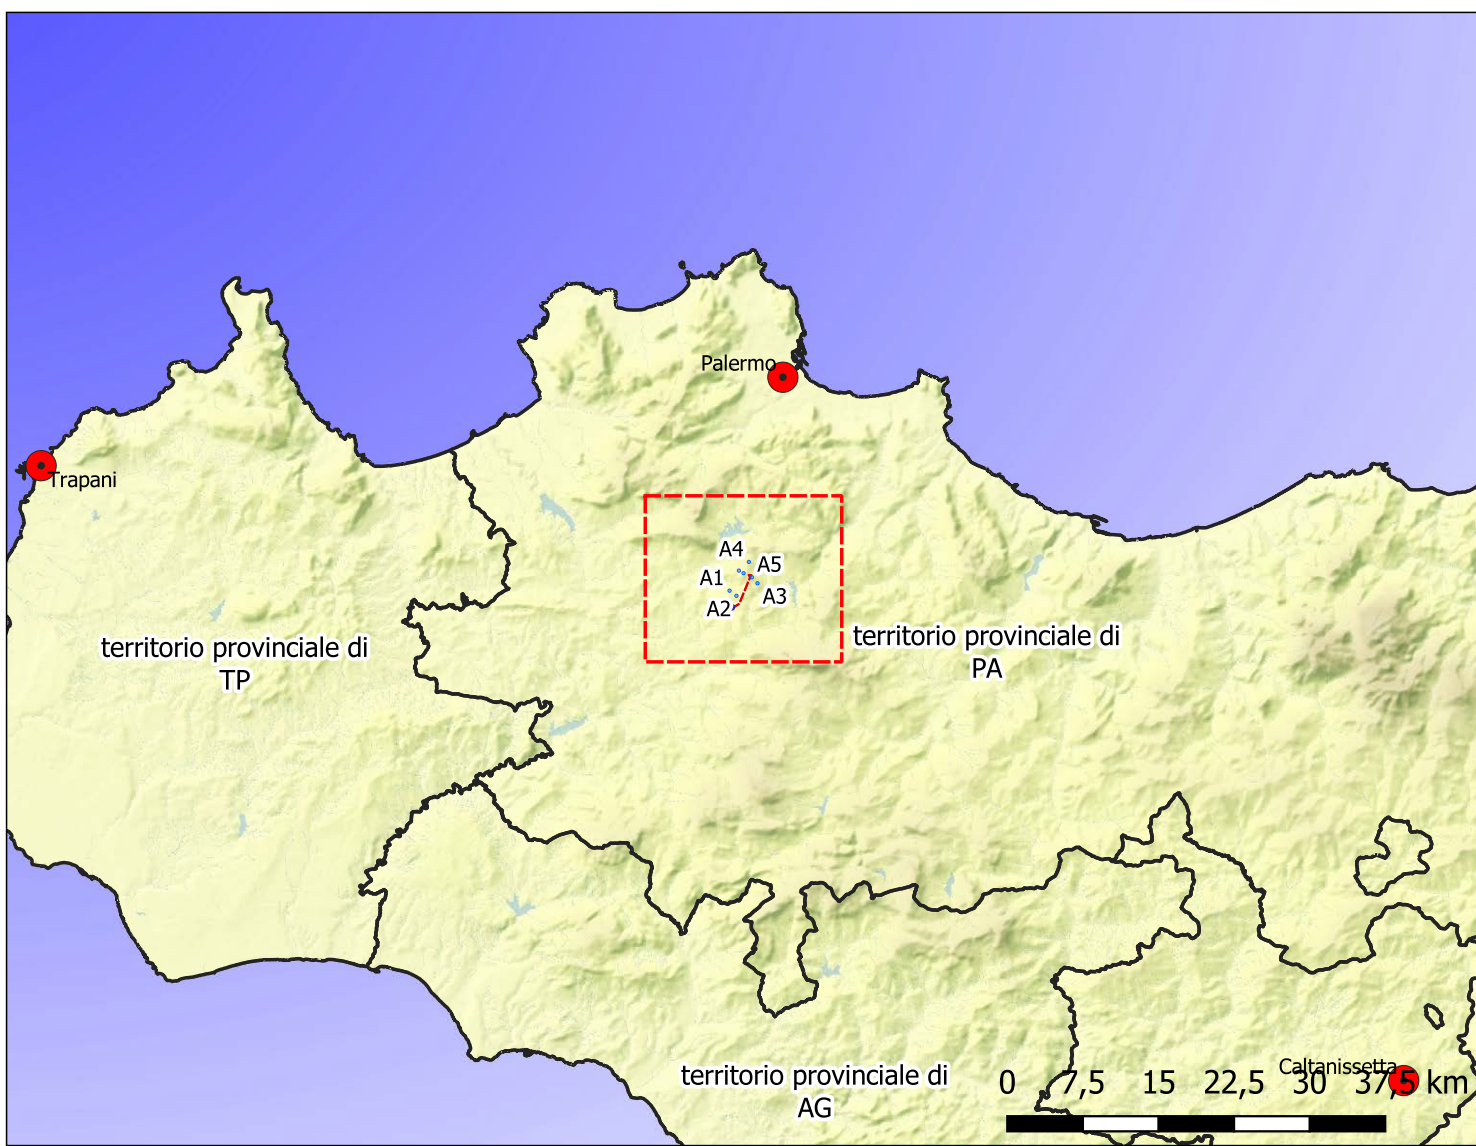 Palermo
Trapani
A4
A5
A1
A3
A2
territorio provinciale di
TP
territorio provinciale di
PA
territorio provinciale di
AG
Caltanissetta
0 7,5 15 22,5 30 37,5 km